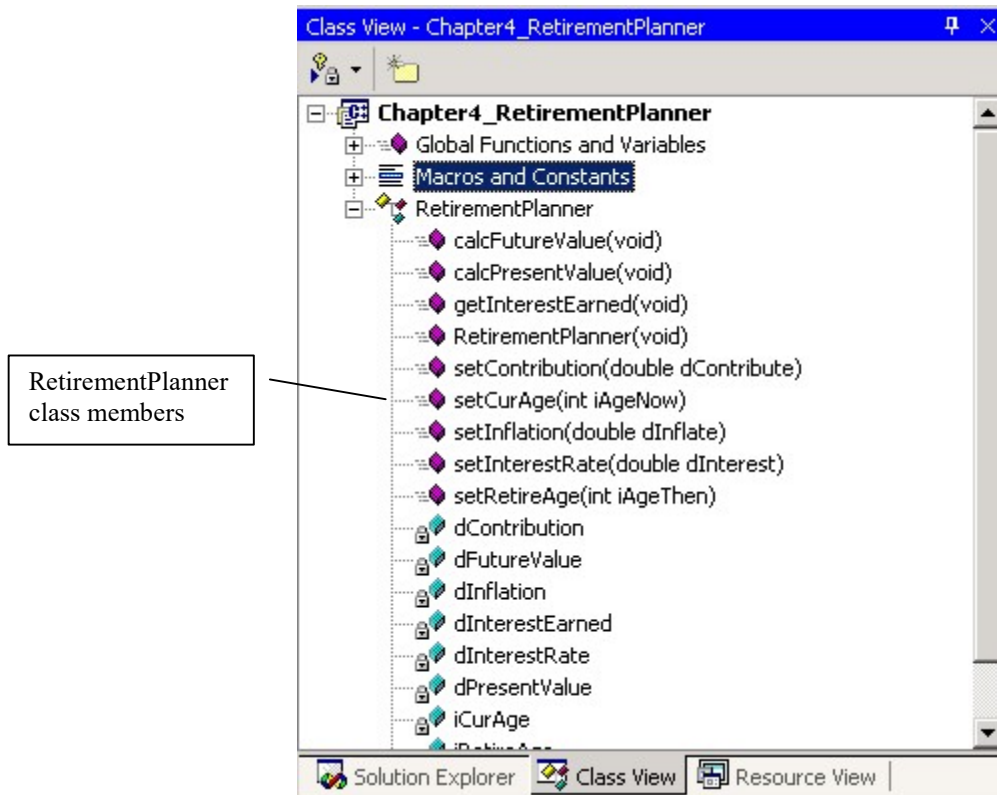 Class View - Chapter4_RetirementPlanner
Chapter4_RetirementPlanner
Global Functions and Variables
Macros and Constants
RetirementPlanner
calcFutureValue(void)
calcPresentValue(void)
getInterestEarned(void)
RetirementPlanner(void)
setContribution(double dContribute)
RetirementPlanner
class members
setCurAge(int iAgeNow)
setInflation(double dInflate)
setInterestRate(double dInterest)
setRetireAge(int iAgeThen)
dContribution
dFutureValue
dInflation
dInterestEarned
dInterestRate
dPresentValue
iCurAge
Solution Explorer
Class View
Resource View